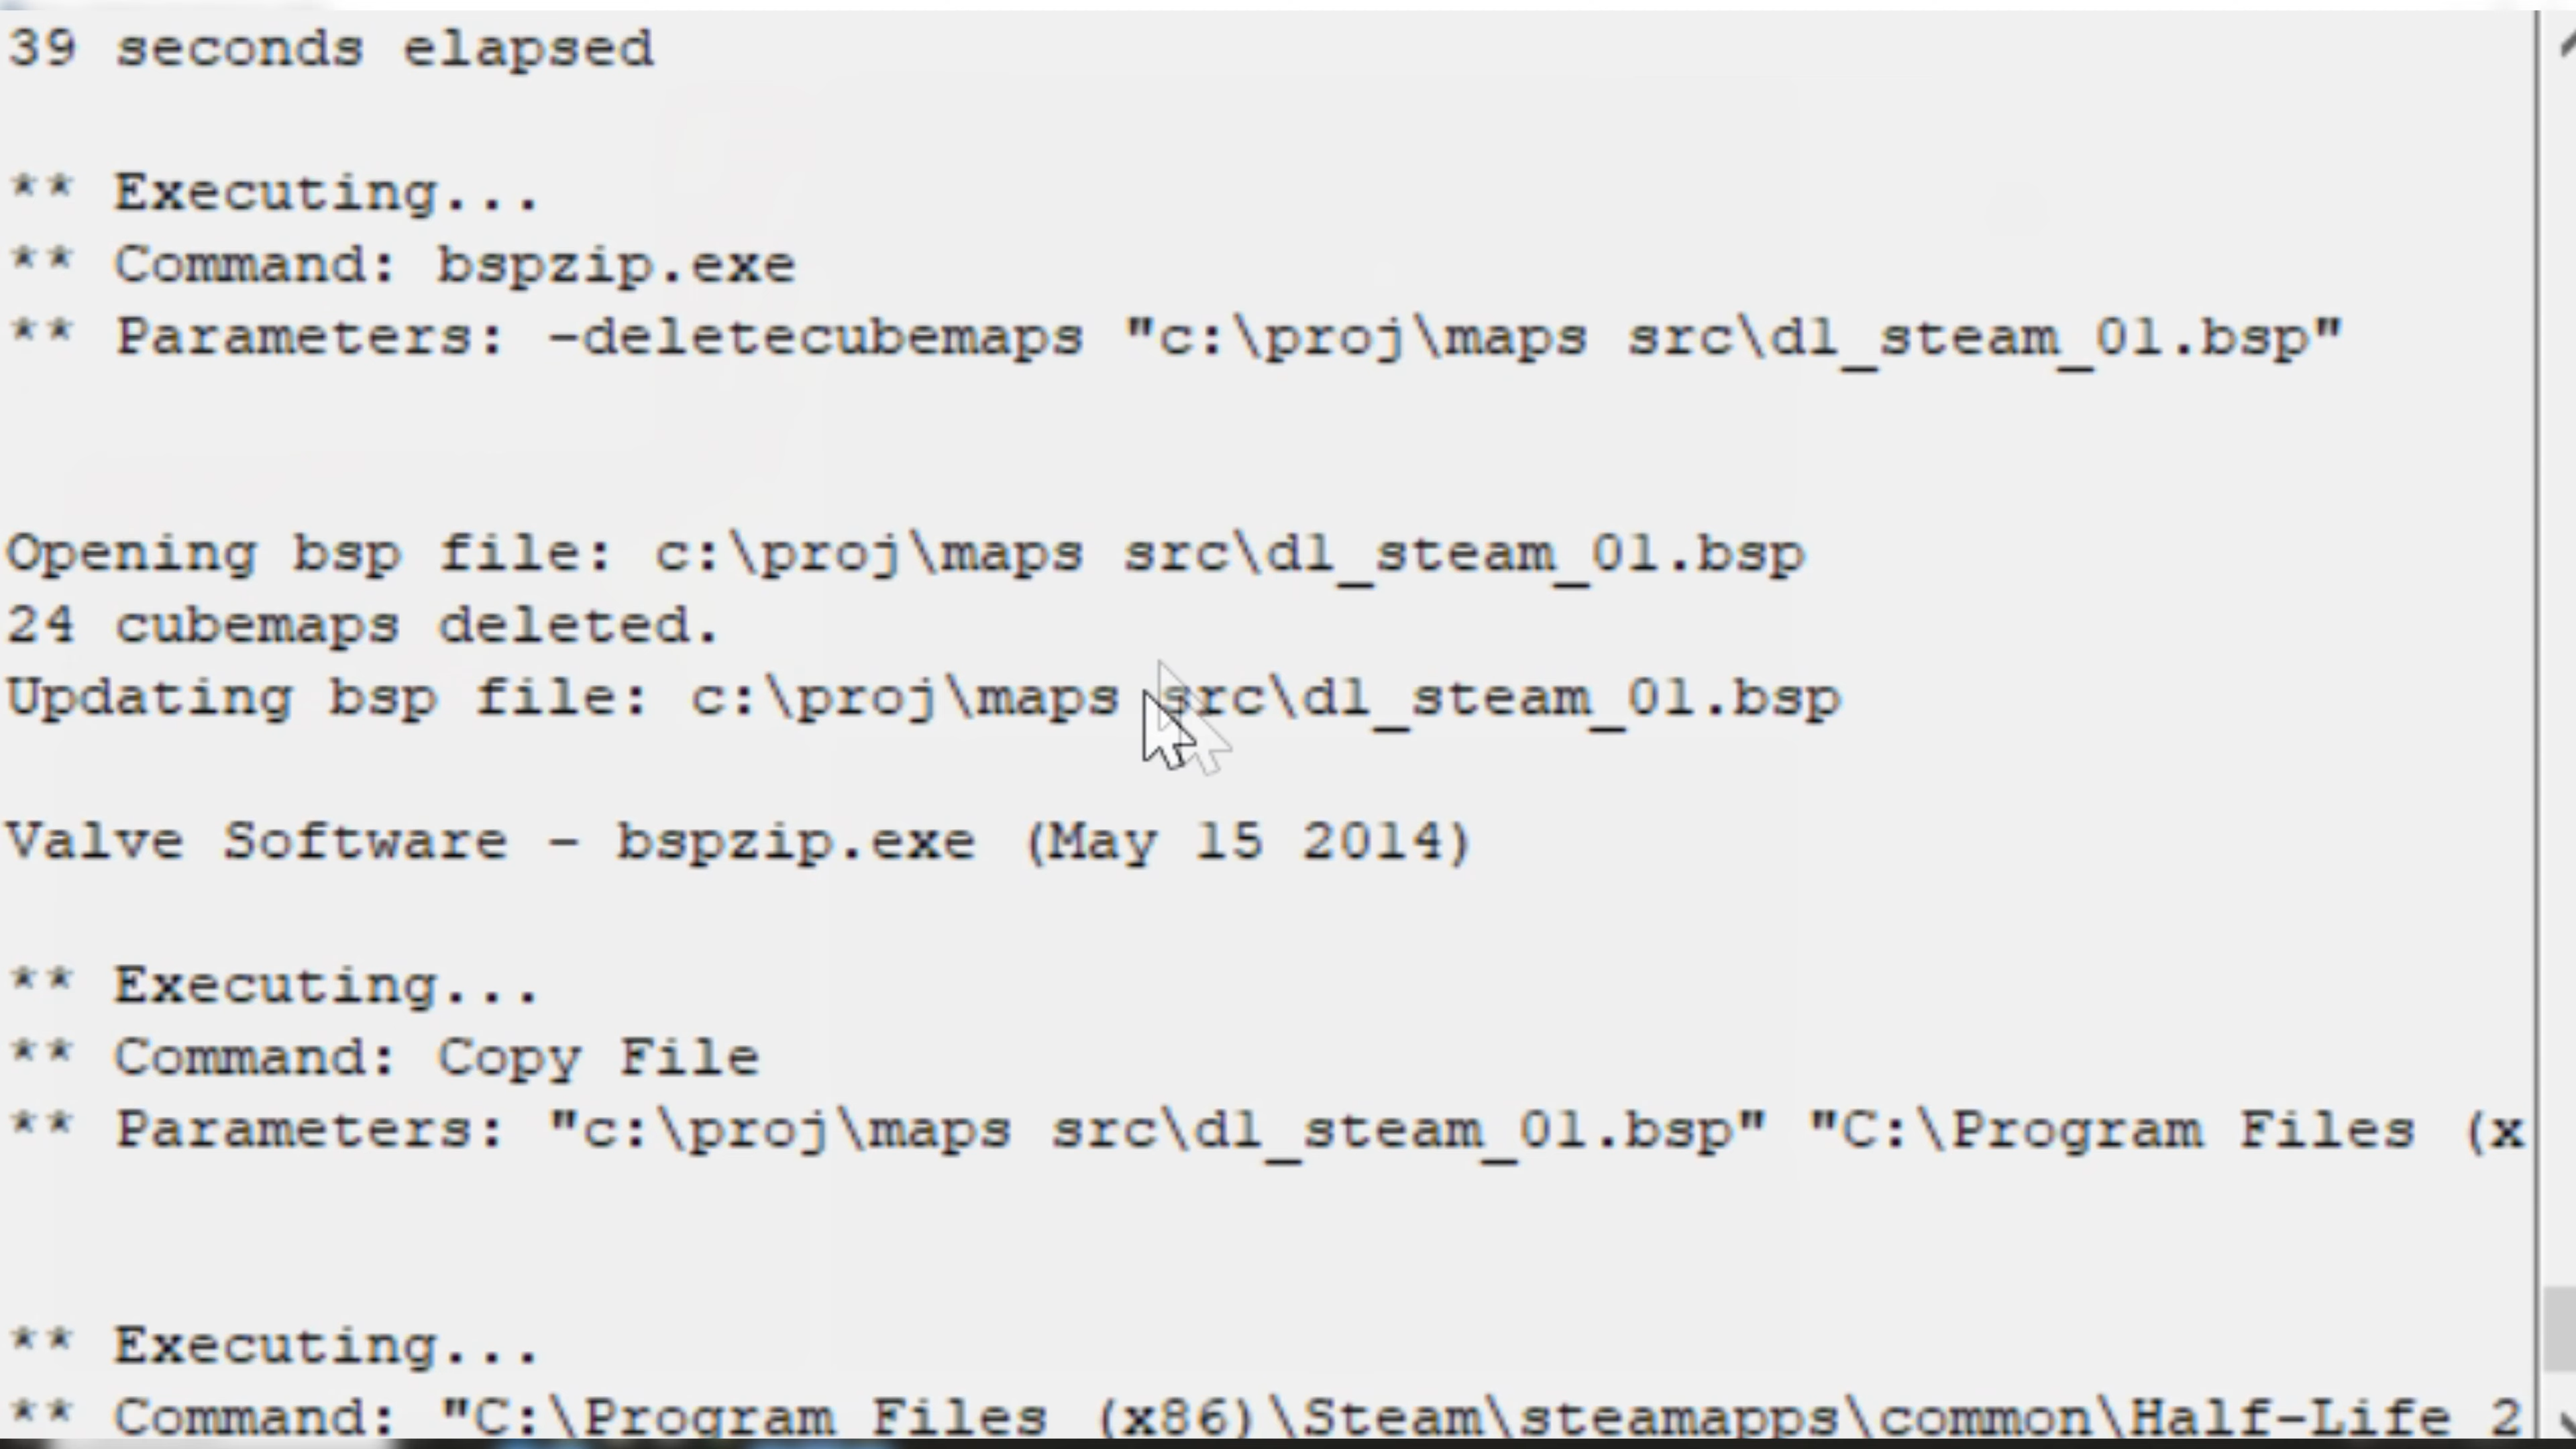 39 seconds elapsed
** Executing...
** Command: bspzip.exe
** Parameters: -deletecubemaps "c:\proj\maps src\dl_steam_01.bsp"
Opening bsp file: c:\proj\maps src\dl_steam_01.bsp
24 cubemaps deleted.
Updating bsp file: c:\proj\maps src\dl_steam_01.bsp
Valve Software - bspzip.exe (May 15 2014)
** Executing...
** Command: Copy File
** Parameters: "c:\proj\maps src\dl_steam_01.bsp" "C:\Program Files (x
** Executing...
** Command: "C:\Program Files (x86)\Steam\steamapps\common\Half-Life 2